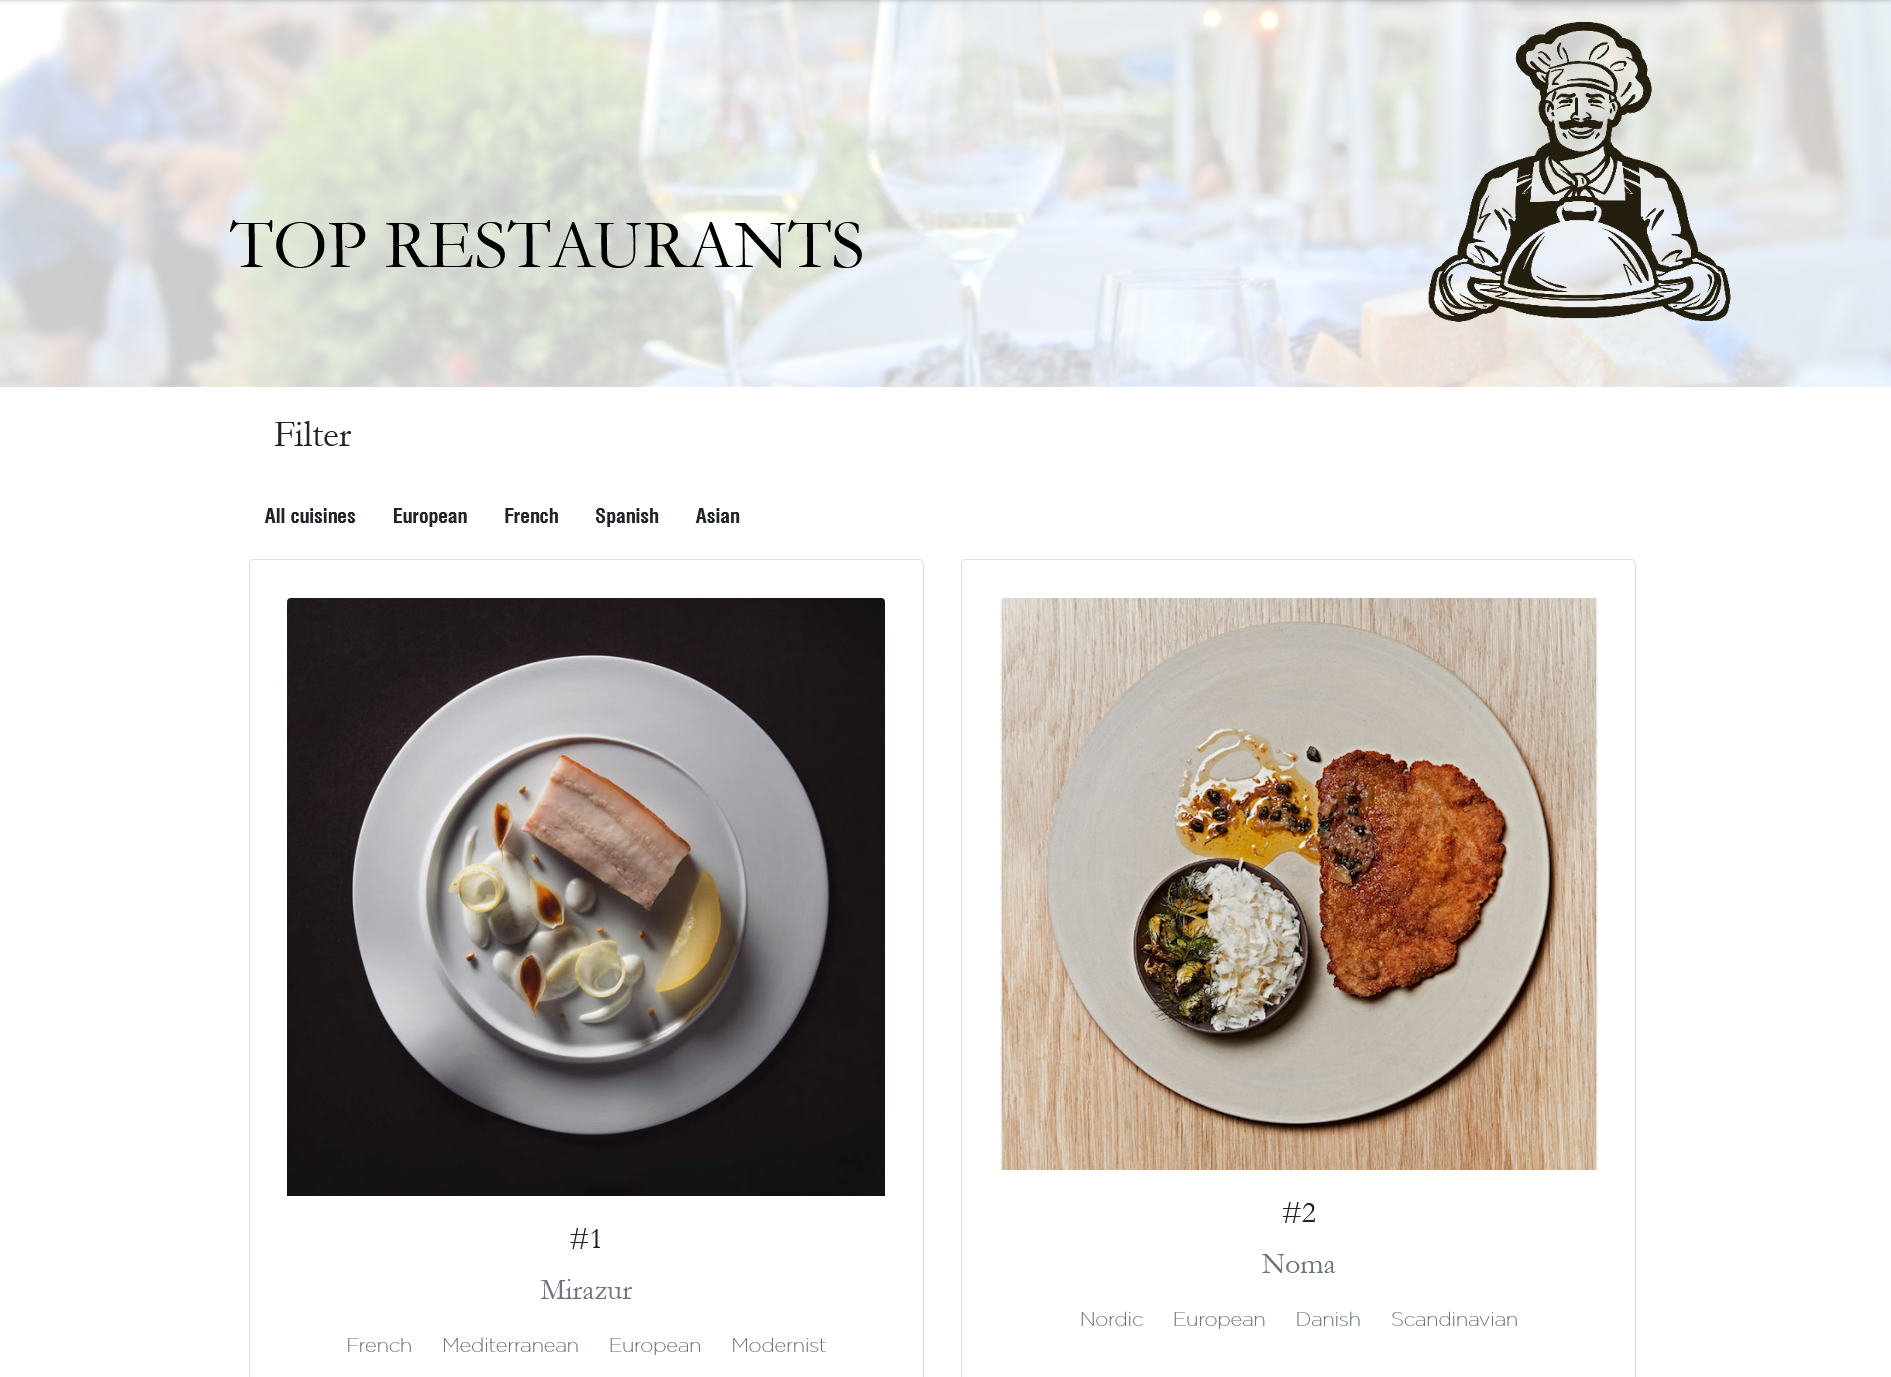 TOP RESTAURANTS
Filter
All cuisines European French Spanish Asian
#1
Mirazur
French Mediterranean European Modernist
#2
Noma
Nordic European Danish Scandinavian